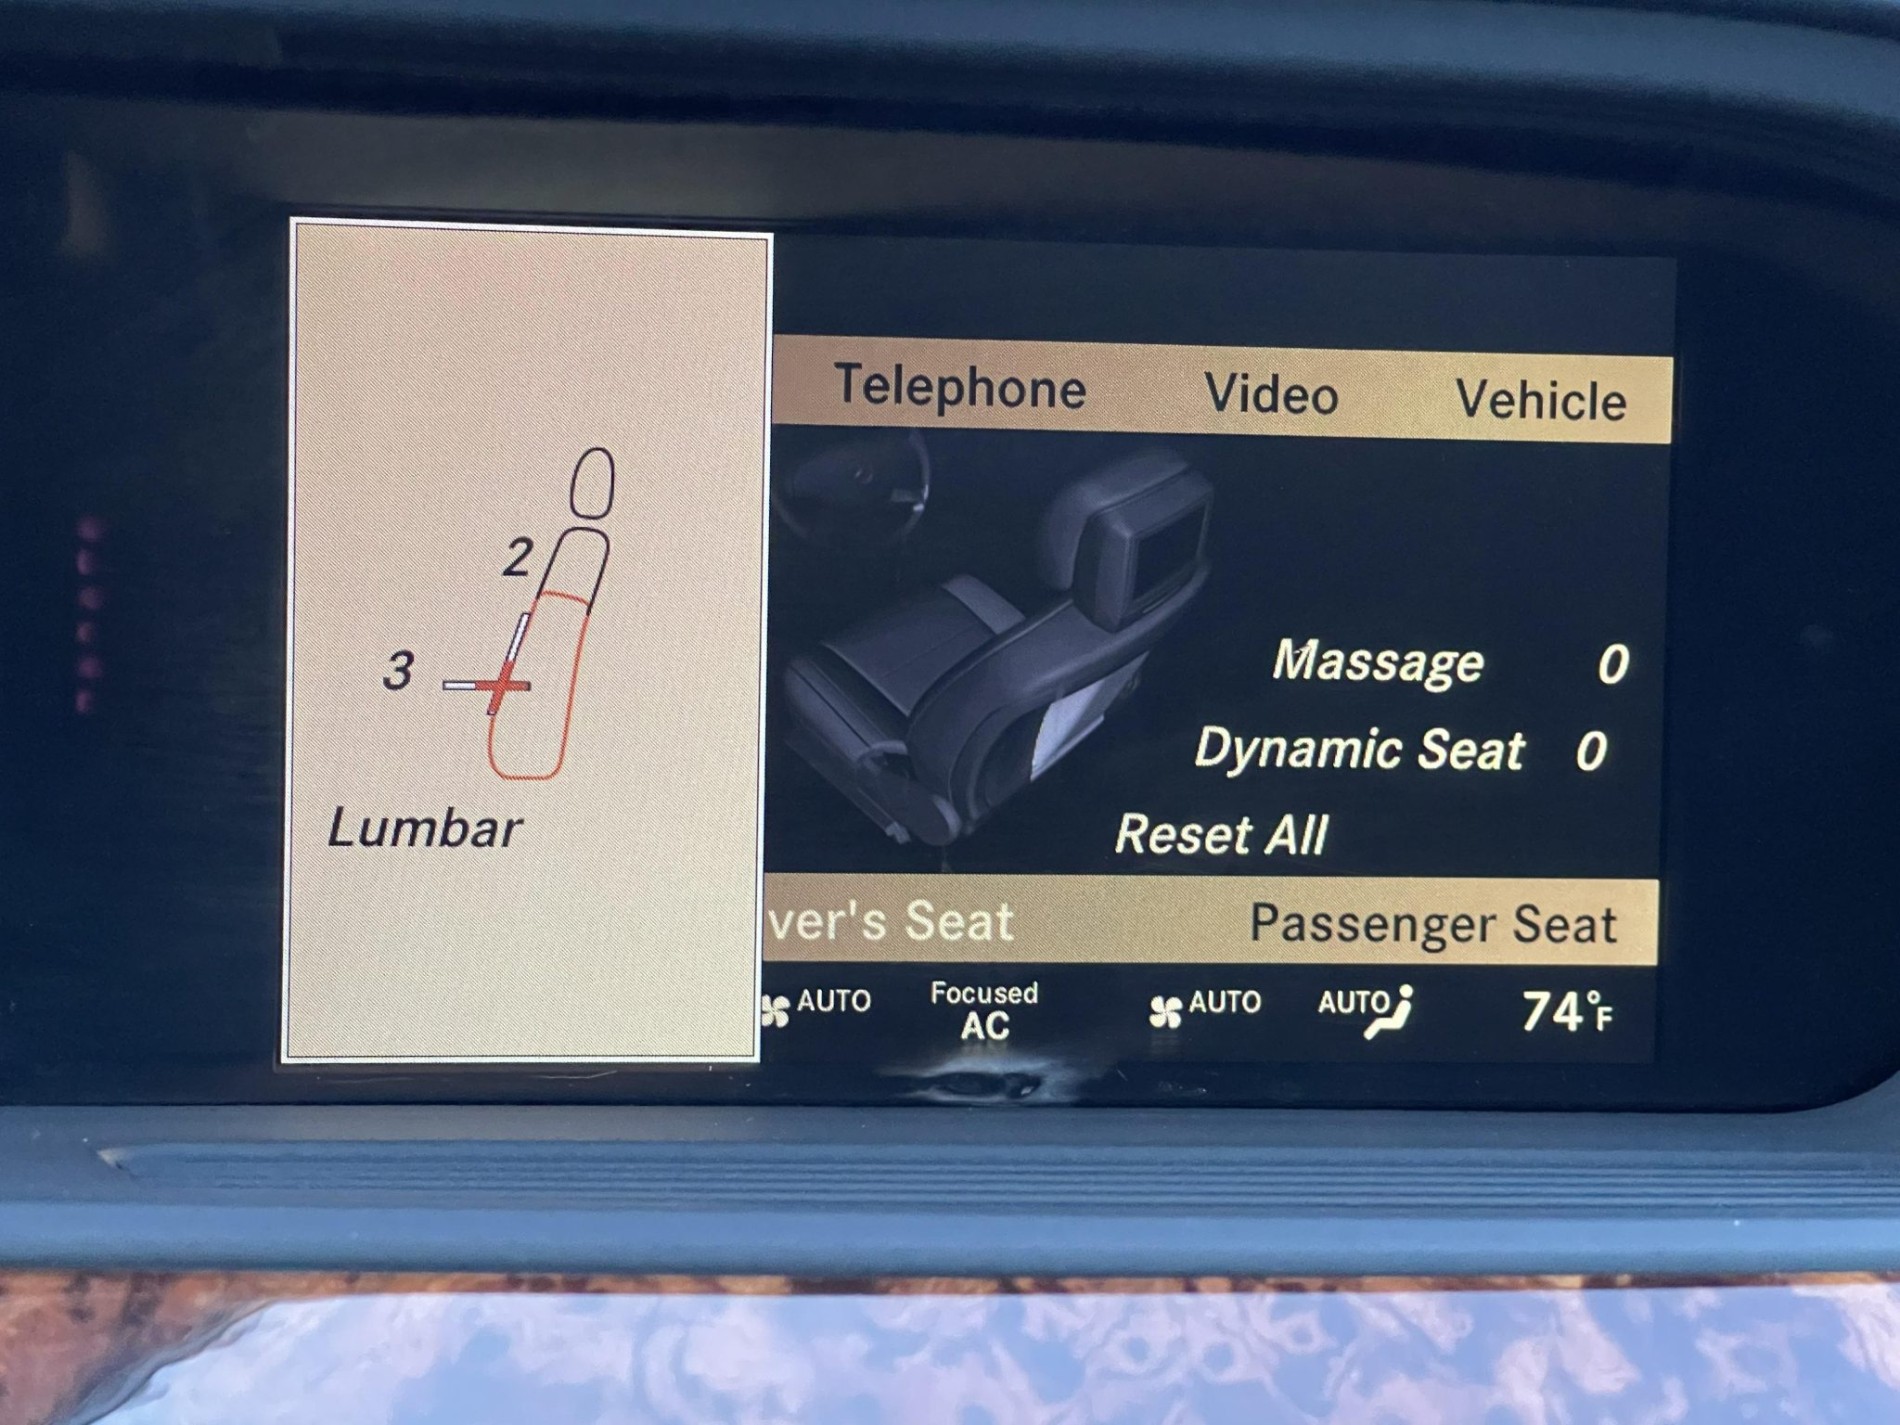 Telephone Video Vehicle
2
3
Massage 0
Dynamic Seat 0
Lumbar
Reset All
ver's Seat Passenger Seat
AUTO Focused AC AUTO AUTO 74°F